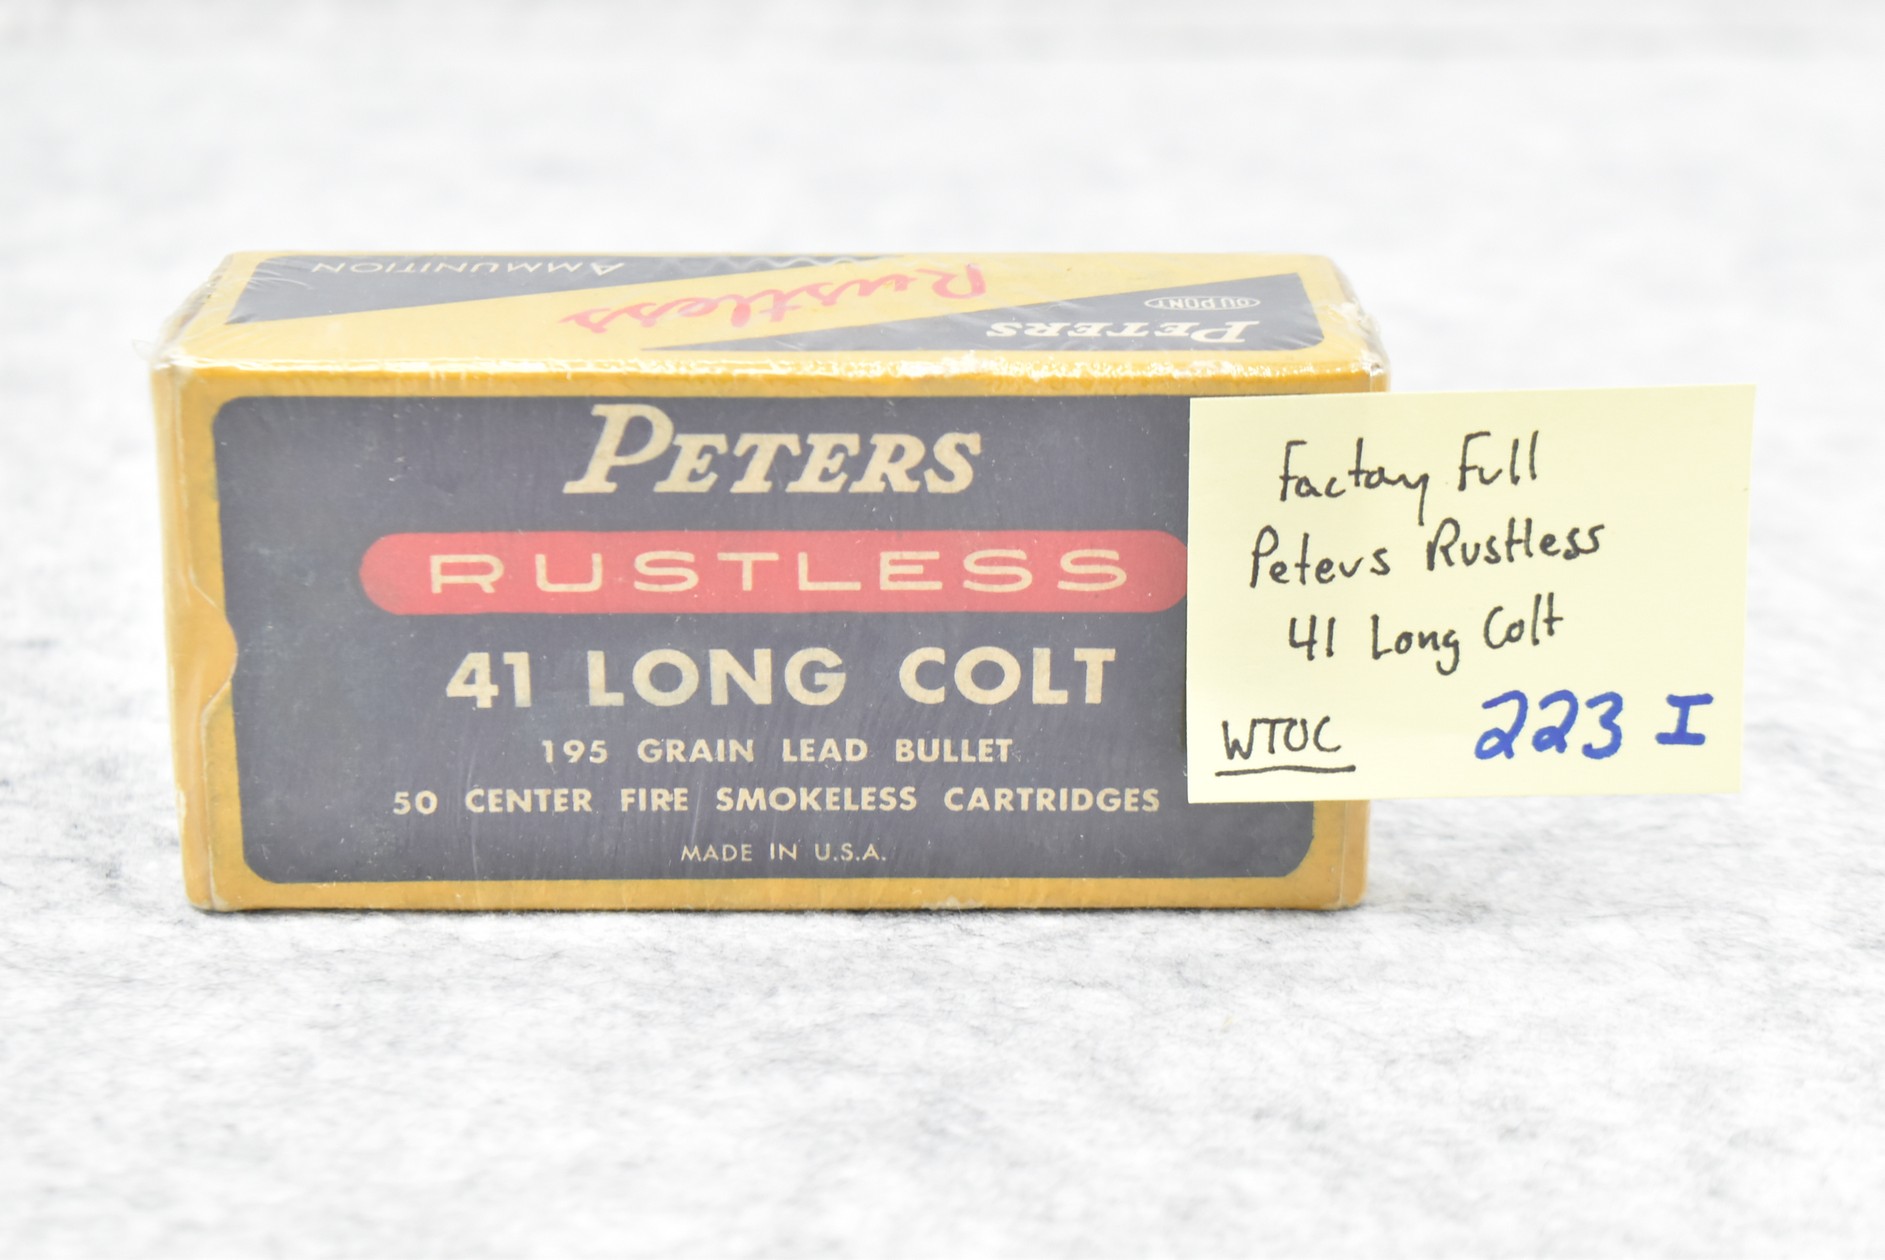 AMMUNITION
Rustless
DU PONT
PETERS
PETERS
RUSTLESS
41 LONG COLT
195 GRAIN LEAD BULLET
50 CENTER FIRE SMOKELESS CARTRIDGES
MADE IN U.S.A.
Factory Full
Peters Rustless
41 Long Colt
WTOC
223 I